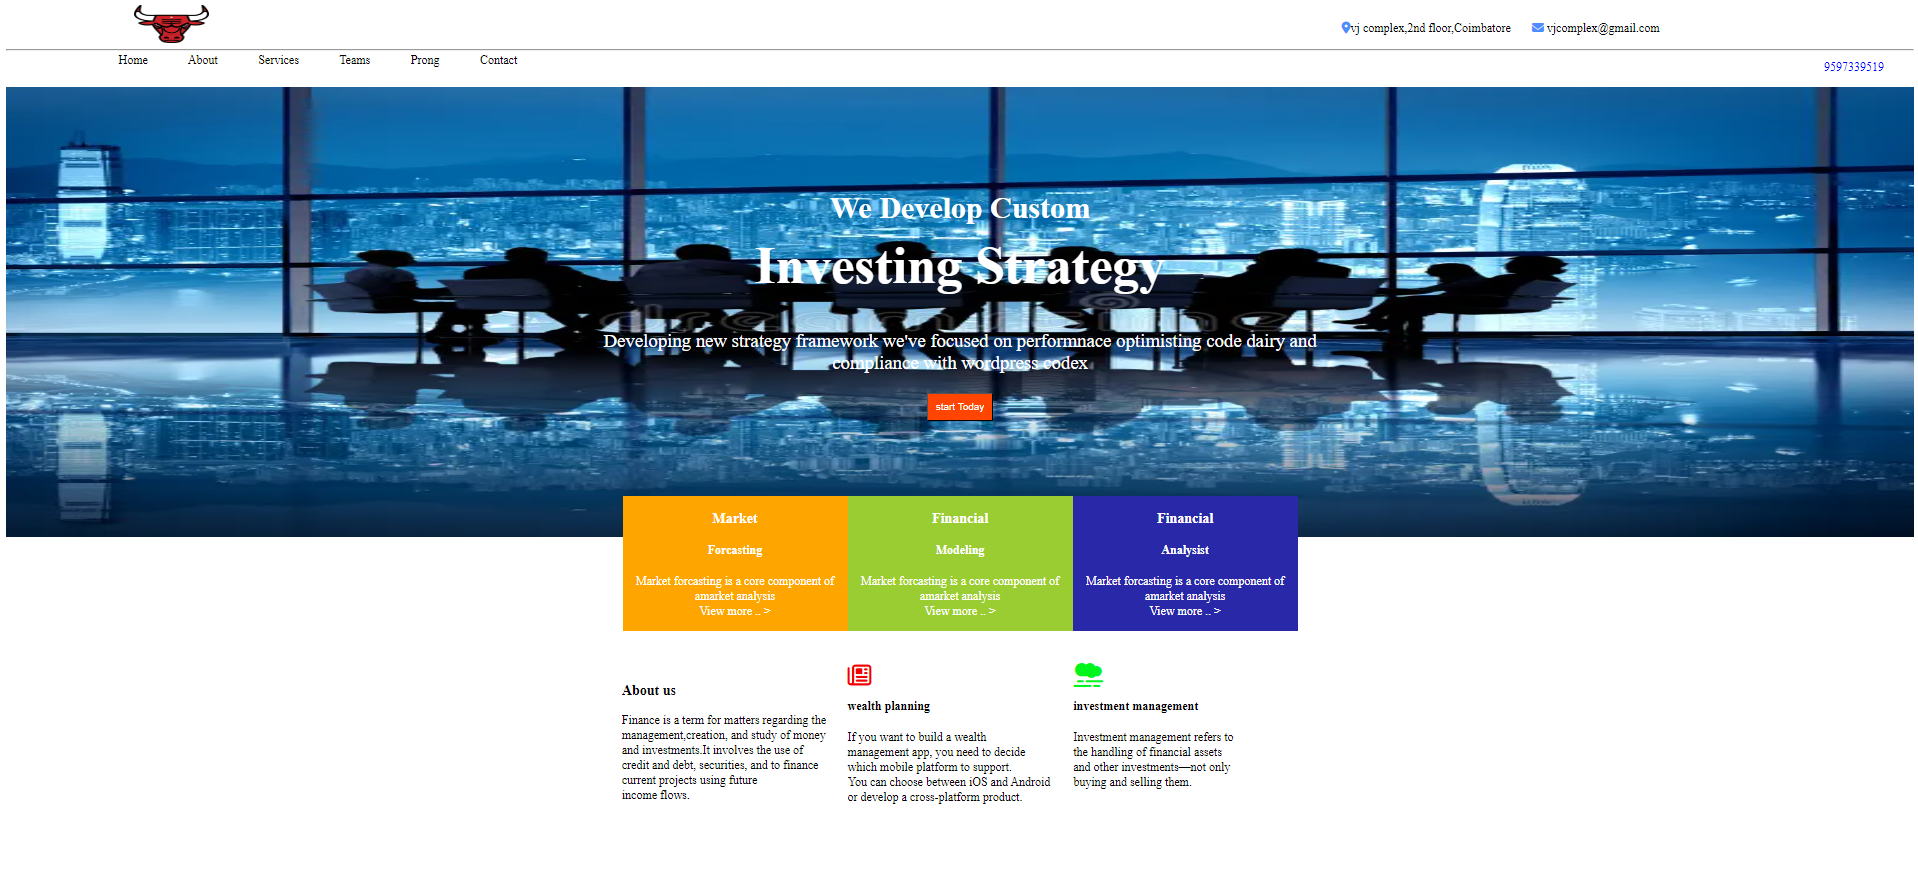 vj complex,2nd floor,Coimbatore
vjcomplex@gmail.com
Home About Services Teams Prong Contact
9597339519
We Develop Custom
Investing Strategy
dreamstime
Developing new strategy framework we've focused on performnace optimisting code dairy and
compliance with wordpress codex
start Today
Market
Forcasting
Market forcasting is a core component of
amarket analysis
View more .. >
Financial
Modeling
Market forcasting is a core component of
amarket analysis
View more .. >
Financial
Analysist
Market forcasting is a core component of
amarket analysis
View more .. >
About us
Finance is a term for matters regarding the
management,creation, and study of money
and investments.It involves the use of
credit and debt, securities, and to finance
current projects using future
income flows.
wealth planning
If you want to build a wealth
management app, you need to decide
which mobile platform to support.
You can choose between iOS and Android
or develop a cross-platform product.
investment management
Investment management refers to
the handling of financial assets
and other investments—not only
buying and selling them.